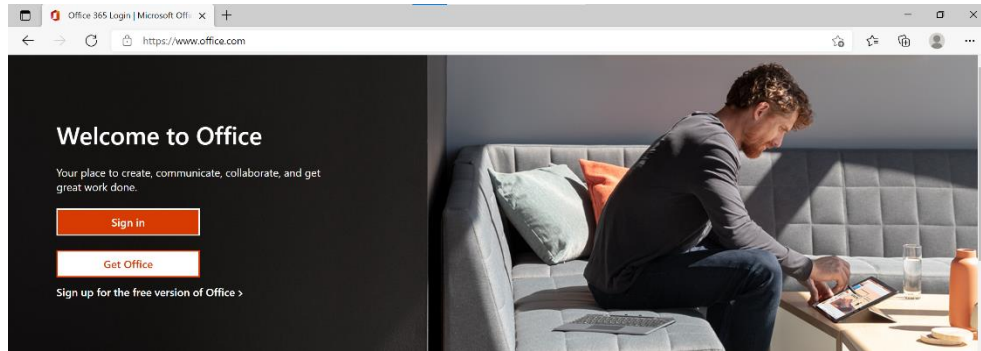 Office 365 Login | Microsoft Offi
https://www.office.com
Welcome to Office
Your place to create, communicate, collaborate, and get
great work done.
Sign in
Get Office
Sign up for the free version of Office >